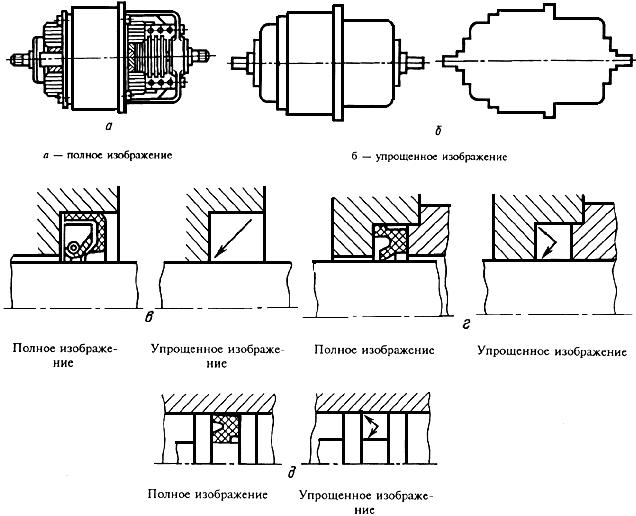 а
б
а — полное изображение
б — упрощенное изображение
в
г
Полное изображе-
ние
Упрощенное изображе-
ние
Полное изображение
Упрощенное изображение
д
Полное изображение
Упрощенное изображе-
ние